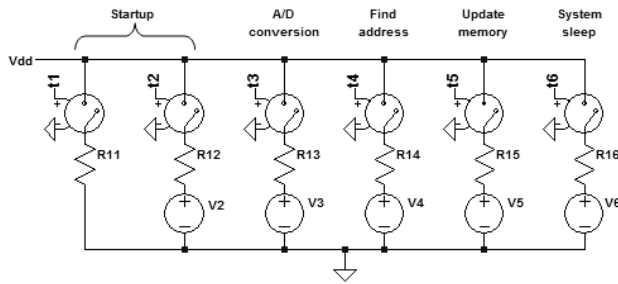 Startup
A/D
conversion
Find
address
Update
memory
System
sleep
Vdd
t1
t2
t3
t4
t5
t6
+
+
+
+
+
+
R11
R12
R13
R14
R15
R16
+
+
+
+
+
V2
V3
V4
V5
V6